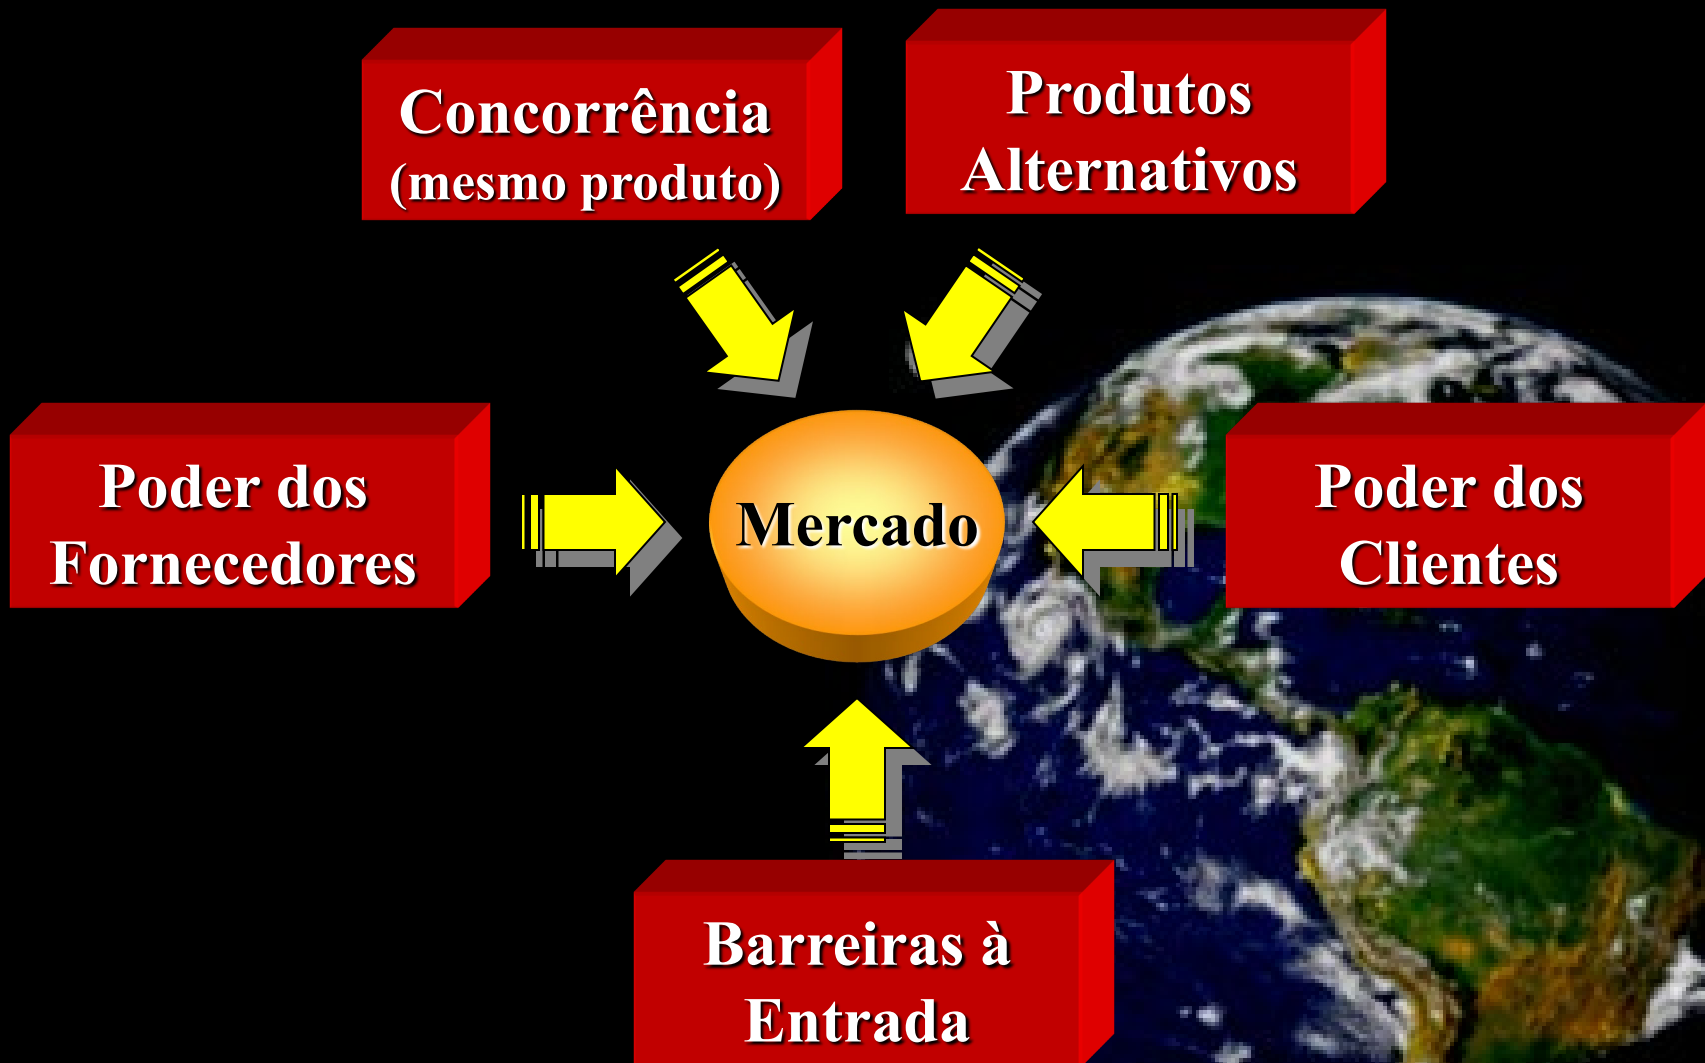 Concorrência
(mesmo produto)
Produtos
Alternativos
Poder dos
Fornecedores
Mercado
Poder dos
Clientes
Barreiras à
Entrada